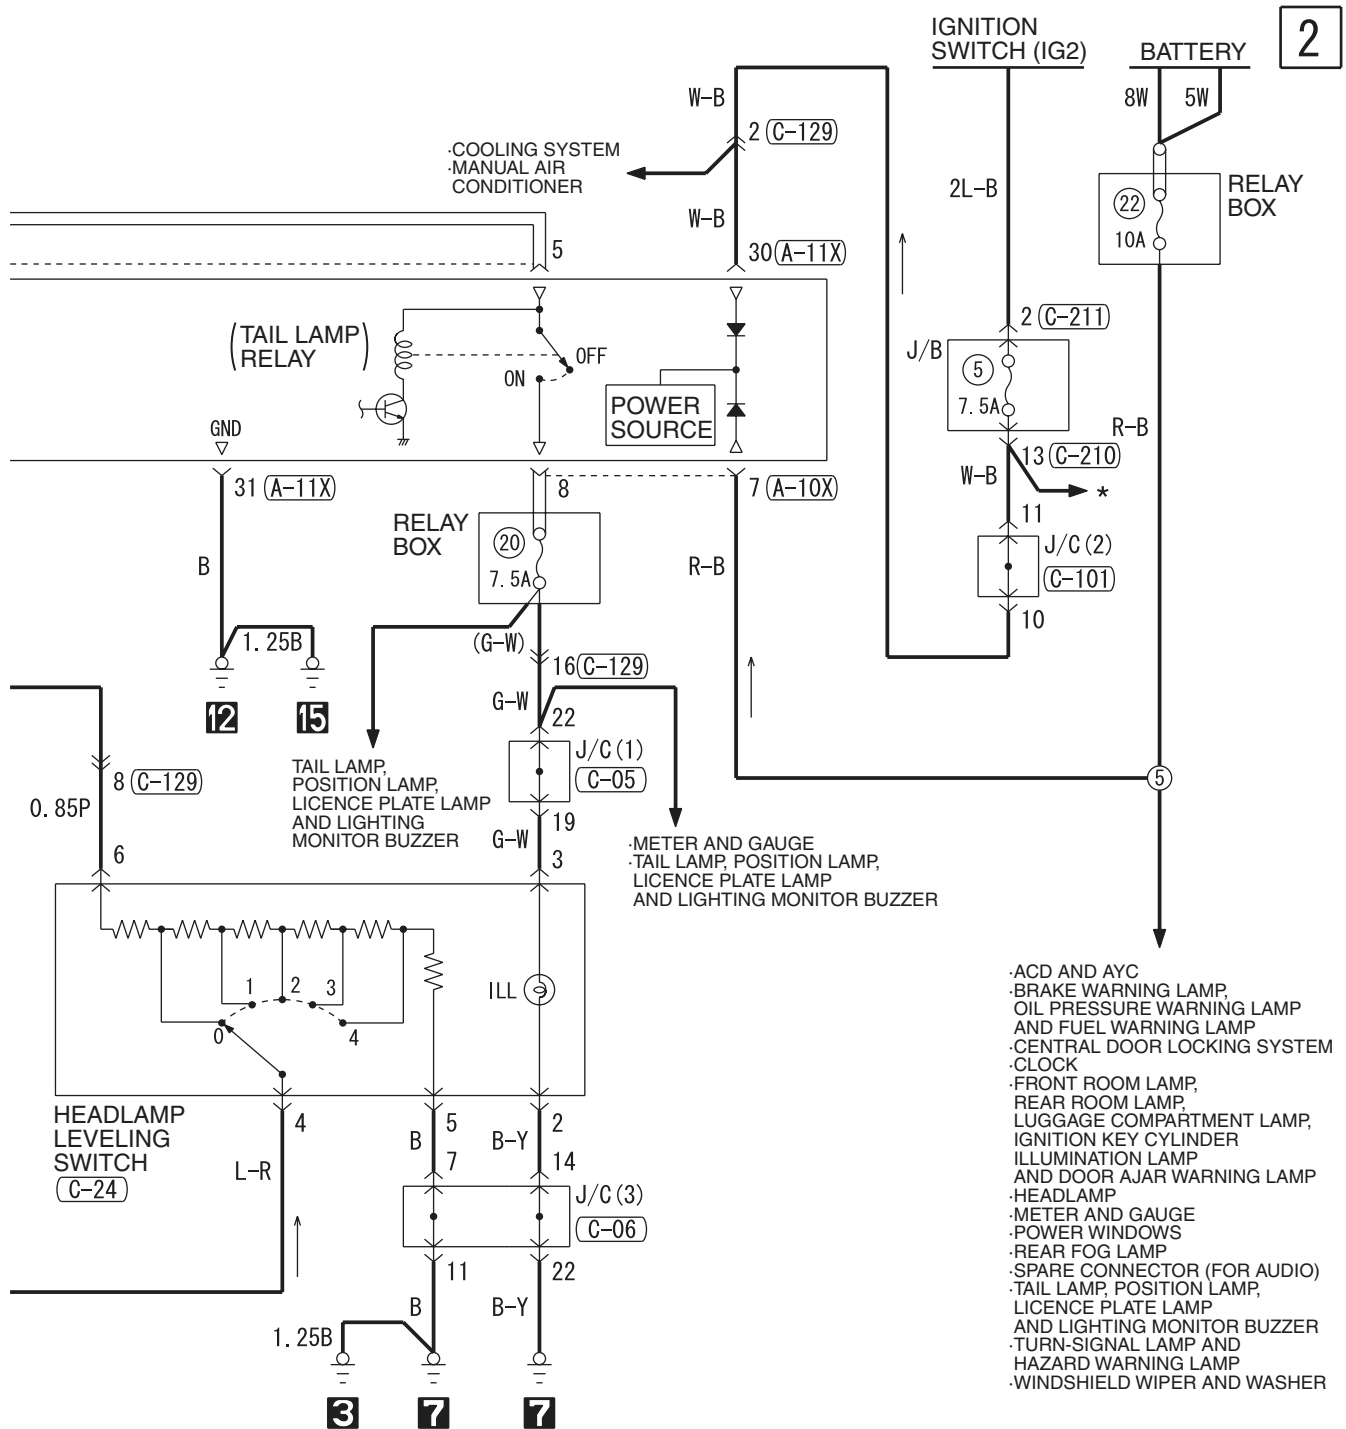 IGNITION
SWITCH (IG2)
BATTERY
2
8W
5W
W-B
2 (C-129)
·COOLING SYSTEM
·MANUAL AIR
CONDITIONER
2L-B
RELAY
BOX
22
10A
W-B
5
30 (A-11X)
2 (C-211)
(TAIL LAMP
RELAY)
OFF
ON
J/B
5
7.5A
POWER
SOURCE
GND
R-B
13 (C-210)
W-B
*
31 (A-11X)
8
7 (A-10X)
11
RELAY
BOX
20
7.5A
J/C (2)
C-101
B
R-B
10
1.25B
(G-W)
16 (C-129)
G-W
22
12
15
J/C (1)
C-05
8 (C-129)
TAIL LAMP,
POSITION LAMP,
LICENCE PLATE LAMP
AND LIGHTING
MONITOR BUZZER
5
0.85P
19
G-W
6
3
·METER AND GAUGE
·TAIL LAMP, POSITION LAMP,
LICENCE PLATE LAMP
AND LIGHTING MONITOR BUZZER
1
2
3
ILL
0
4
·ACD AND AYC
·BRAKE WARNING LAMP,
OIL PRESSURE WARNING LAMP
AND FUEL WARNING LAMP
·CENTRAL DOOR LOCKING SYSTEM
·CLOCK
·FRONT ROOM LAMP,
REAR ROOM LAMP,
LUGGAGE COMPARTMENT LAMP,
IGNITION KEY CYLINDER
ILLUMINATION LAMP
AND DOOR AJAR WARNING LAMP
·HEADLAMP
·METER AND GAUGE
·POWER WINDOWS
·REAR FOG LAMP
·SPARE CONNECTOR (FOR AUDIO)
·TAIL LAMP, POSITION LAMP,
LICENCE PLATE LAMP
AND LIGHTING MONITOR BUZZER
·TURN-SIGNAL LAMP AND
HAZARD WARNING LAMP
·WINDSHIELD WIPER AND WASHER
HEADLAMP
LEVELING
SWITCH
C-24
4
5
2
B
B-Y
L-R
7
14
J/C (3)
C-06
11
22
B
B-Y
1.25B
3
7
7